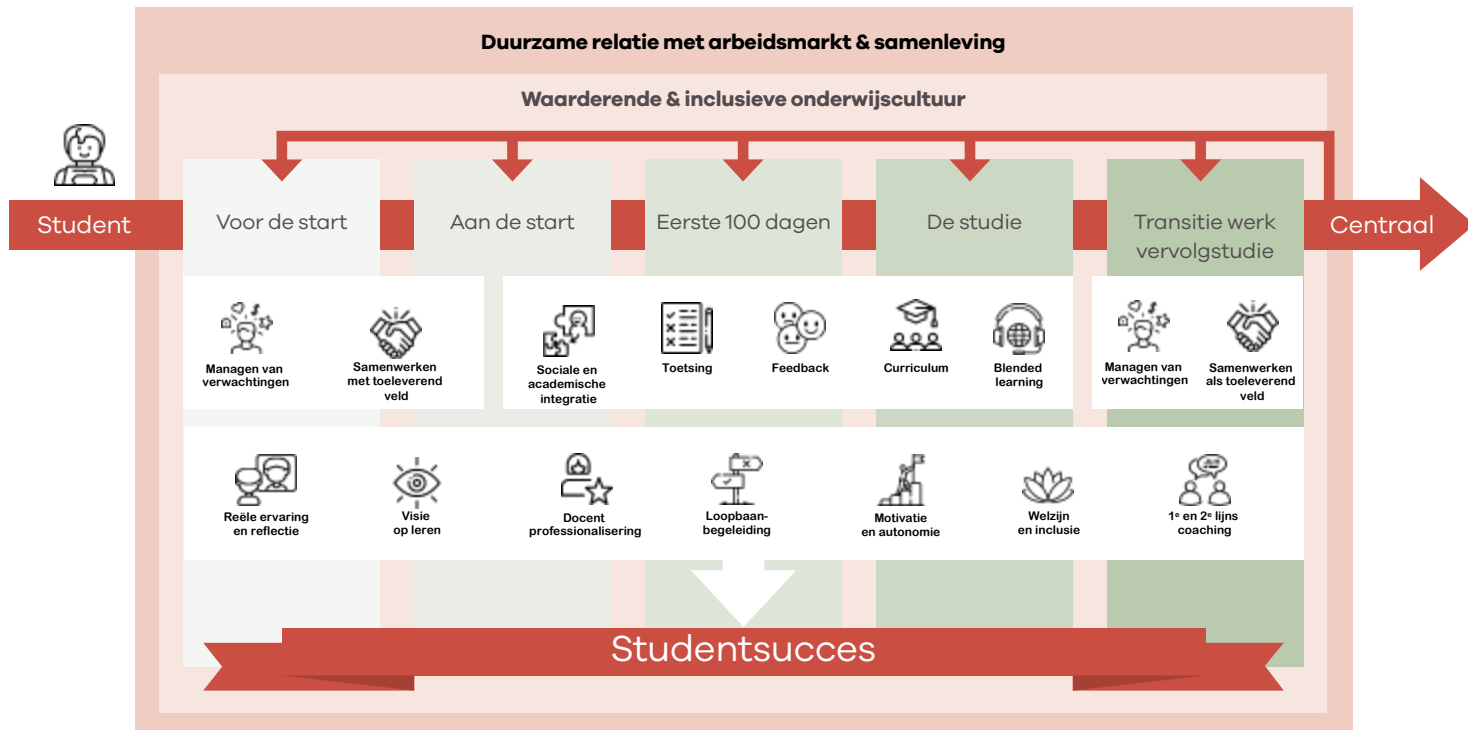 Duurzame relatie met arbeidsmarkt & samenleving
Waarderende & inclusieve onderwijscultuur
Student
Voor de start
Aan de start
Eerste 100 dagen
De studie
Transitie werk
vervolgstudie
Centraal
Managen van
verwachtingen
Samenwerken
met toeleverend
veld
Sociale en
academische
integratie
Toetsing
Feedback
Curriculum
Blended
learning
Managen van
verwachtingen
Samenwerken
als toeleverend
veld
Reële ervaring
en reflectie
Visie
op leren
Docent
professionalisering
Loopbaan-
begeleiding
Motivatie
en autonomie
Welzijn
en inclusie
1e en 2e lijns
coaching
Studentsucces